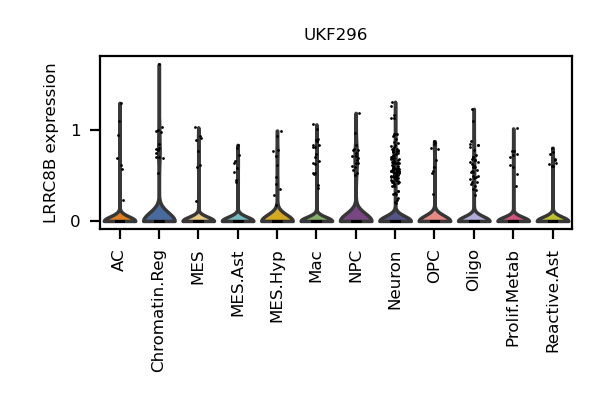 UKF296
LRRC8B expression
1
0
AC
Chromatin.Reg
MES
MES.Ast
MES.Hyp
Mac
NPC
Neuron
OPC
Oligo
Prolif.Metab
Reactive.Ast